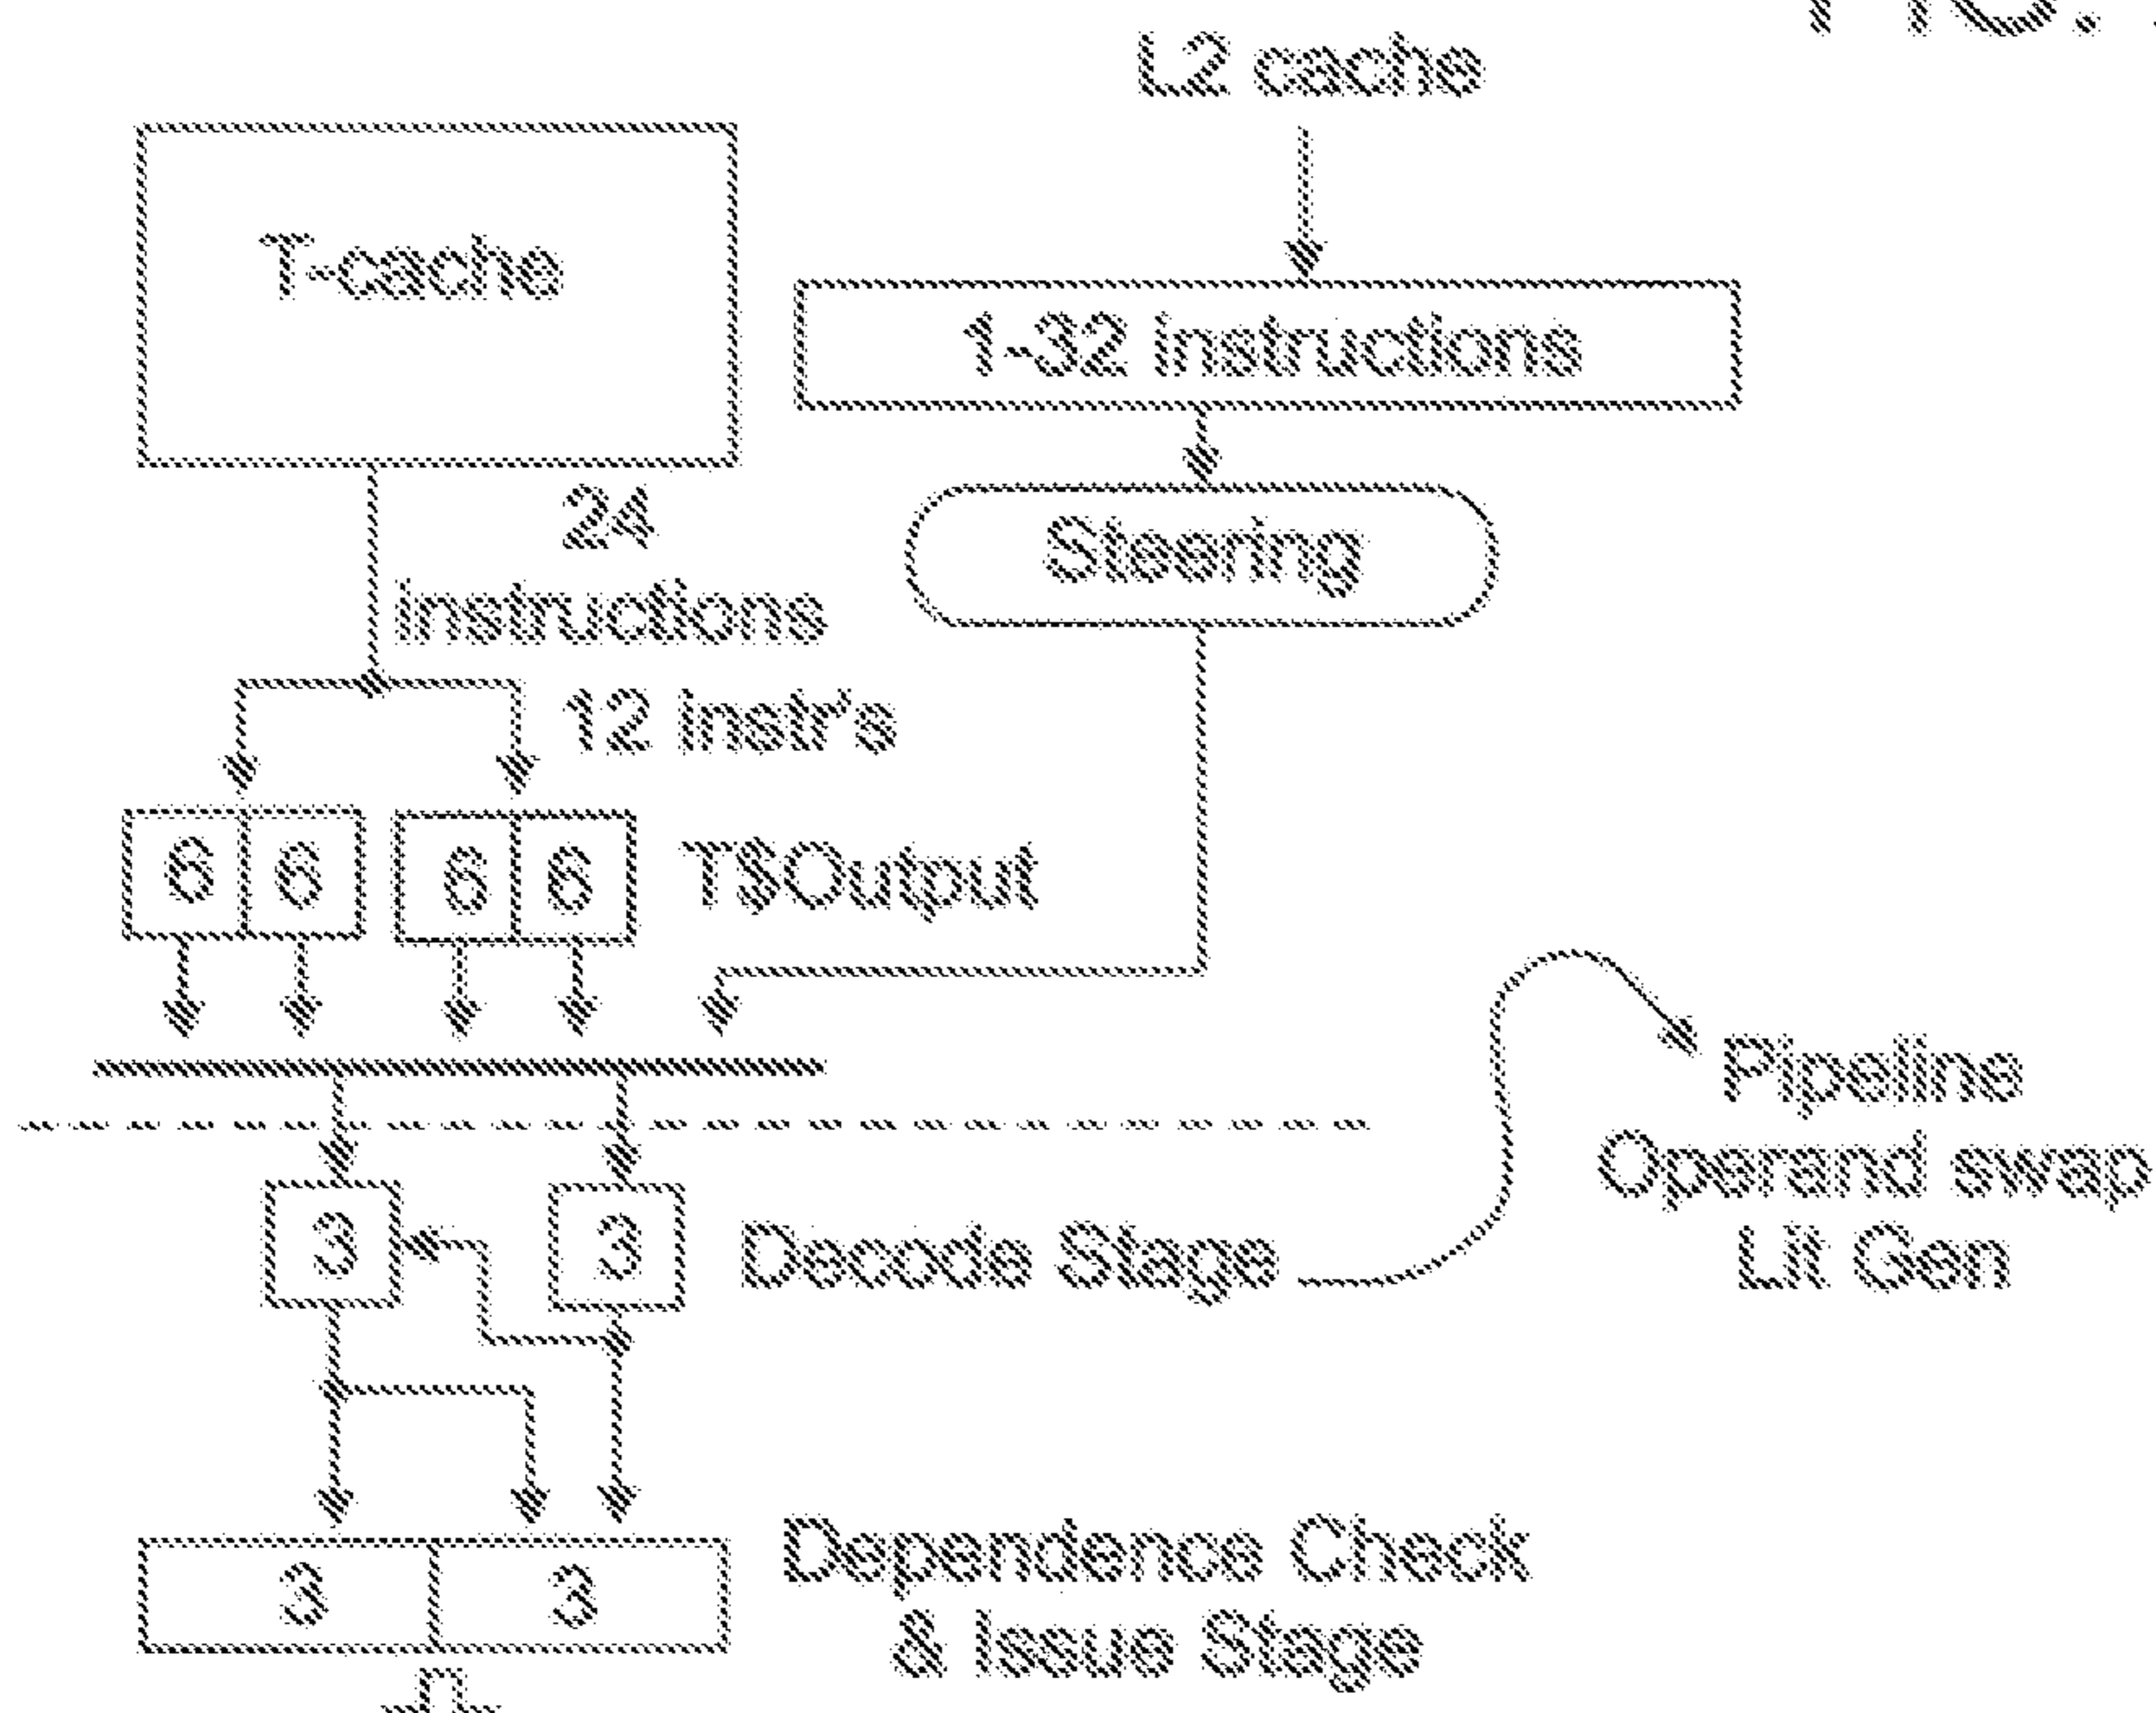 L2 cache
T-cache
1-32 instructions
24
instructions
Steering
12 instr's
6 6 6 6
T$Output
Pipeline
Operand swap
Lit Gen
3 3
Decode Stage
3 3
Dependence Check
& Issue Stage